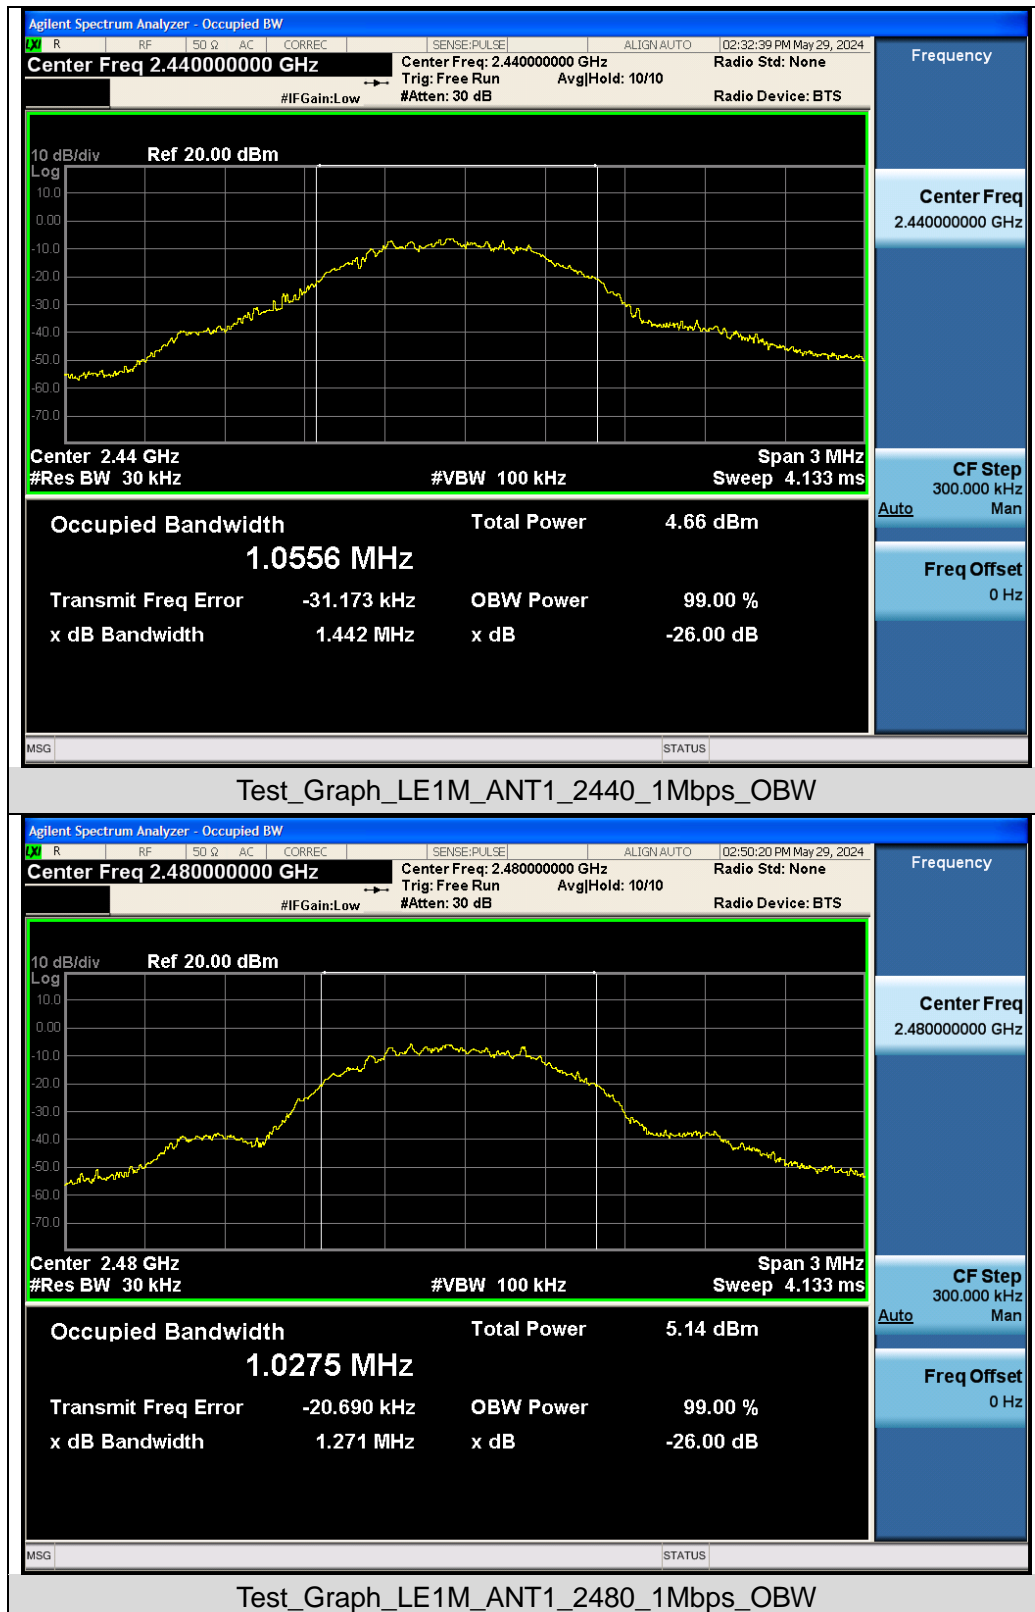 Agilent Spectrum Analyzer - Occupied BW
LXI R RF 50 Ω AC CORREC SENSE:PULSE ALIGN AUTO 02:32:39 PM May 29, 2024
Center Freq 2.440000000 GHz Center Freq: 2.440000000 GHz Radio Std: None Frequency
Trig: Free Run Avg|Hold: 10/10
#IFGain:Low #Atten: 30 dB Radio Device: BTS
10 dB/div Ref 20.00 dBm
Log
10.0
0.00
-10.0
-20.0
-30.0
-40.0
-50.0
-60.0
-70.0
Center Freq
2.440000000 GHz
Center 2.44 GHz Span 3 MHz
#Res BW 30 kHz #VBW 100 kHz Sweep 4.133 ms
CF Step
300.000 kHz
Auto Man
Occupied Bandwidth Total Power 4.66 dBm
1.0556 MHz
Transmit Freq Error -31.173 kHz OBW Power 99.00 %
x dB Bandwidth 1.442 MHz x dB -26.00 dB
Freq Offset
0 Hz
MSG STATUS
Test_Graph_LE1M_ANT1_2440_1Mbps_OBW
Agilent Spectrum Analyzer - Occupied BW
LXI R RF 50 Ω AC CORREC SENSE:PULSE ALIGN AUTO 02:50:20 PM May 29, 2024
Center Freq 2.480000000 GHz Center Freq: 2.480000000 GHz Radio Std: None Frequency
Trig: Free Run Avg|Hold: 10/10
#IFGain:Low #Atten: 30 dB Radio Device: BTS
10 dB/div Ref 20.00 dBm
Log
10.0
0.00
-10.0
-20.0
-30.0
-40.0
-50.0
-60.0
-70.0
Center Freq
2.480000000 GHz
Center 2.48 GHz Span 3 MHz
#Res BW 30 kHz #VBW 100 kHz Sweep 4.133 ms
CF Step
300.000 kHz
Auto Man
Occupied Bandwidth Total Power 5.14 dBm
1.0275 MHz
Transmit Freq Error -20.690 kHz OBW Power 99.00 %
x dB Bandwidth 1.271 MHz x dB -26.00 dB
Freq Offset
0 Hz
MSG STATUS
Test_Graph_LE1M_ANT1_2480_1Mbps_OBW